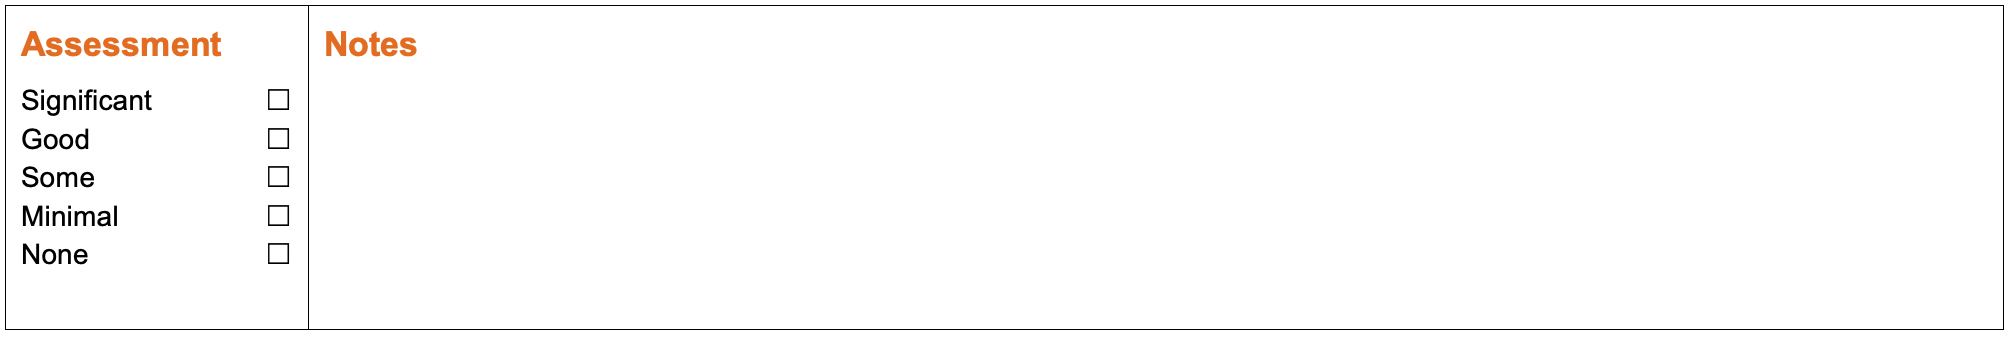 Assessment
Significant ☐
Good ☐
Some ☐
Minimal ☐
None ☐
Notes